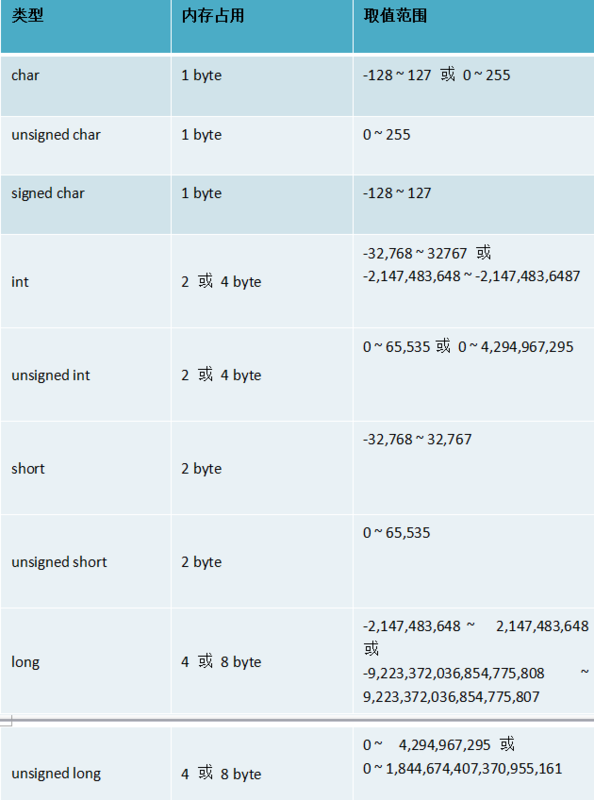 类型 内存占用 取值范围
char 1 byte -128 ~ 127 或 0 ~ 255
unsigned char 1 byte 0 ~ 255
signed char 1 byte -128 ~ 127
int 2 或 4 byte -32,768 ~ 32767 或
-2,147,483,648 ~ -2,147,483,6487
unsigned int 2 或 4 byte 0 ~ 65,535 或 0 ~ 4,294,967,295
short 2 byte -32,768 ~ 32,767
unsigned short 2 byte 0 ~ 65,535
long 4 或 8 byte -2,147,483,648 ~ 2,147,483,648
或
-9,223,372,036,854,775,808 ~
9,223,372,036,854,775,807
unsigned long 4 或 8 byte 0 ~ 4,294,967,295 或
0 ~ 1,844,674,407,370,955,161